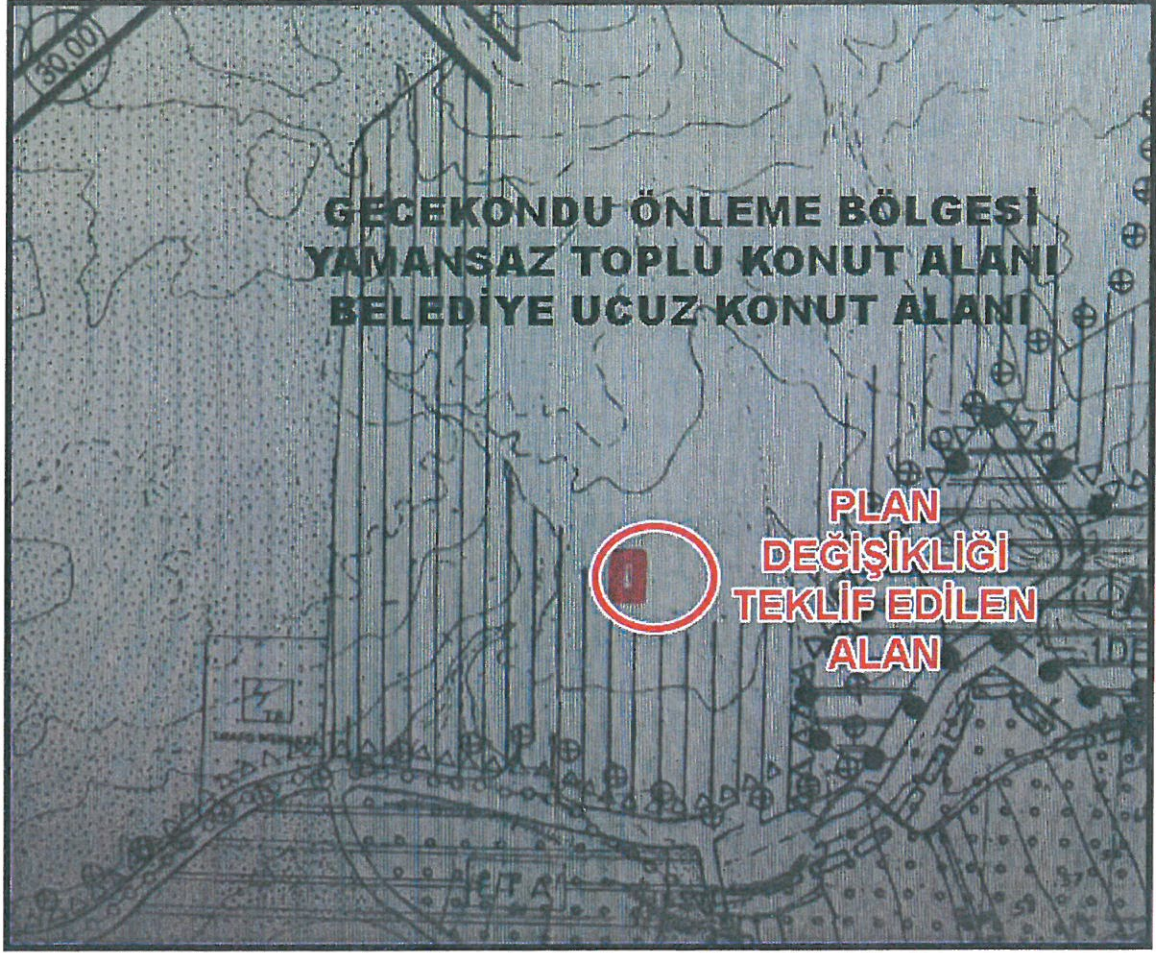 30.00
GECEKONDU ÖNLEME BÖLGESİ
YAMANSAZ TOPLU KONUT ALANI
BELEDİYE UCUZ KONUT ALANI
PLAN
DEĞİŞİKLİĞİ
TEKLİF EDİLEN
ALAN